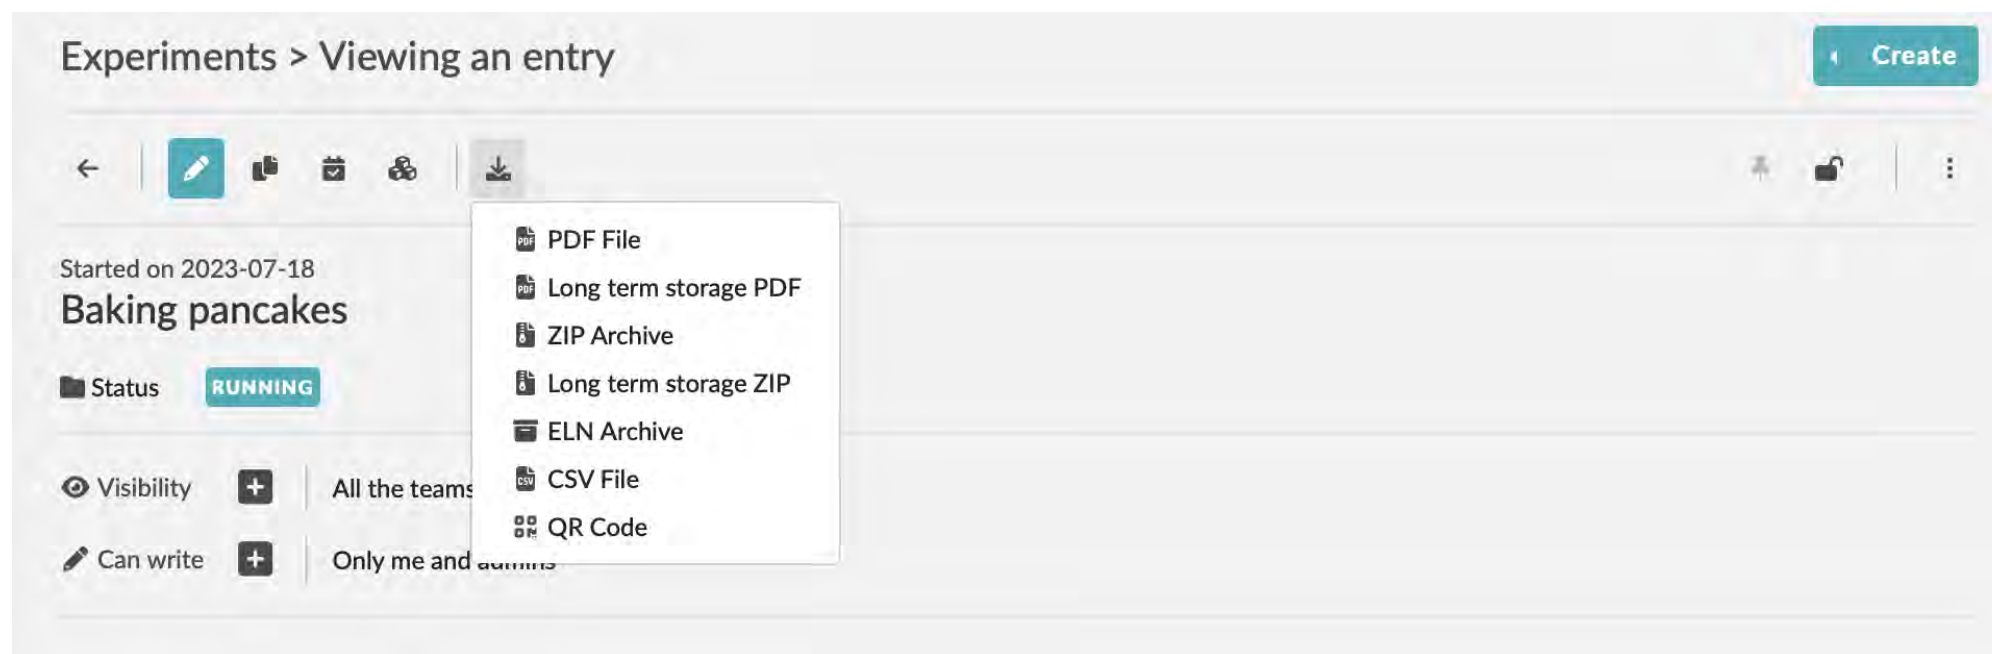 Experiments > Viewing an entry
Create
Started on 2023-07-18
Baking pancakes
Status RUNNING
Visibility All the teams
Can write Only me and admins
PDF File
Long term storage PDF
ZIP Archive
Long term storage ZIP
ELN Archive
CSV File
QR Code